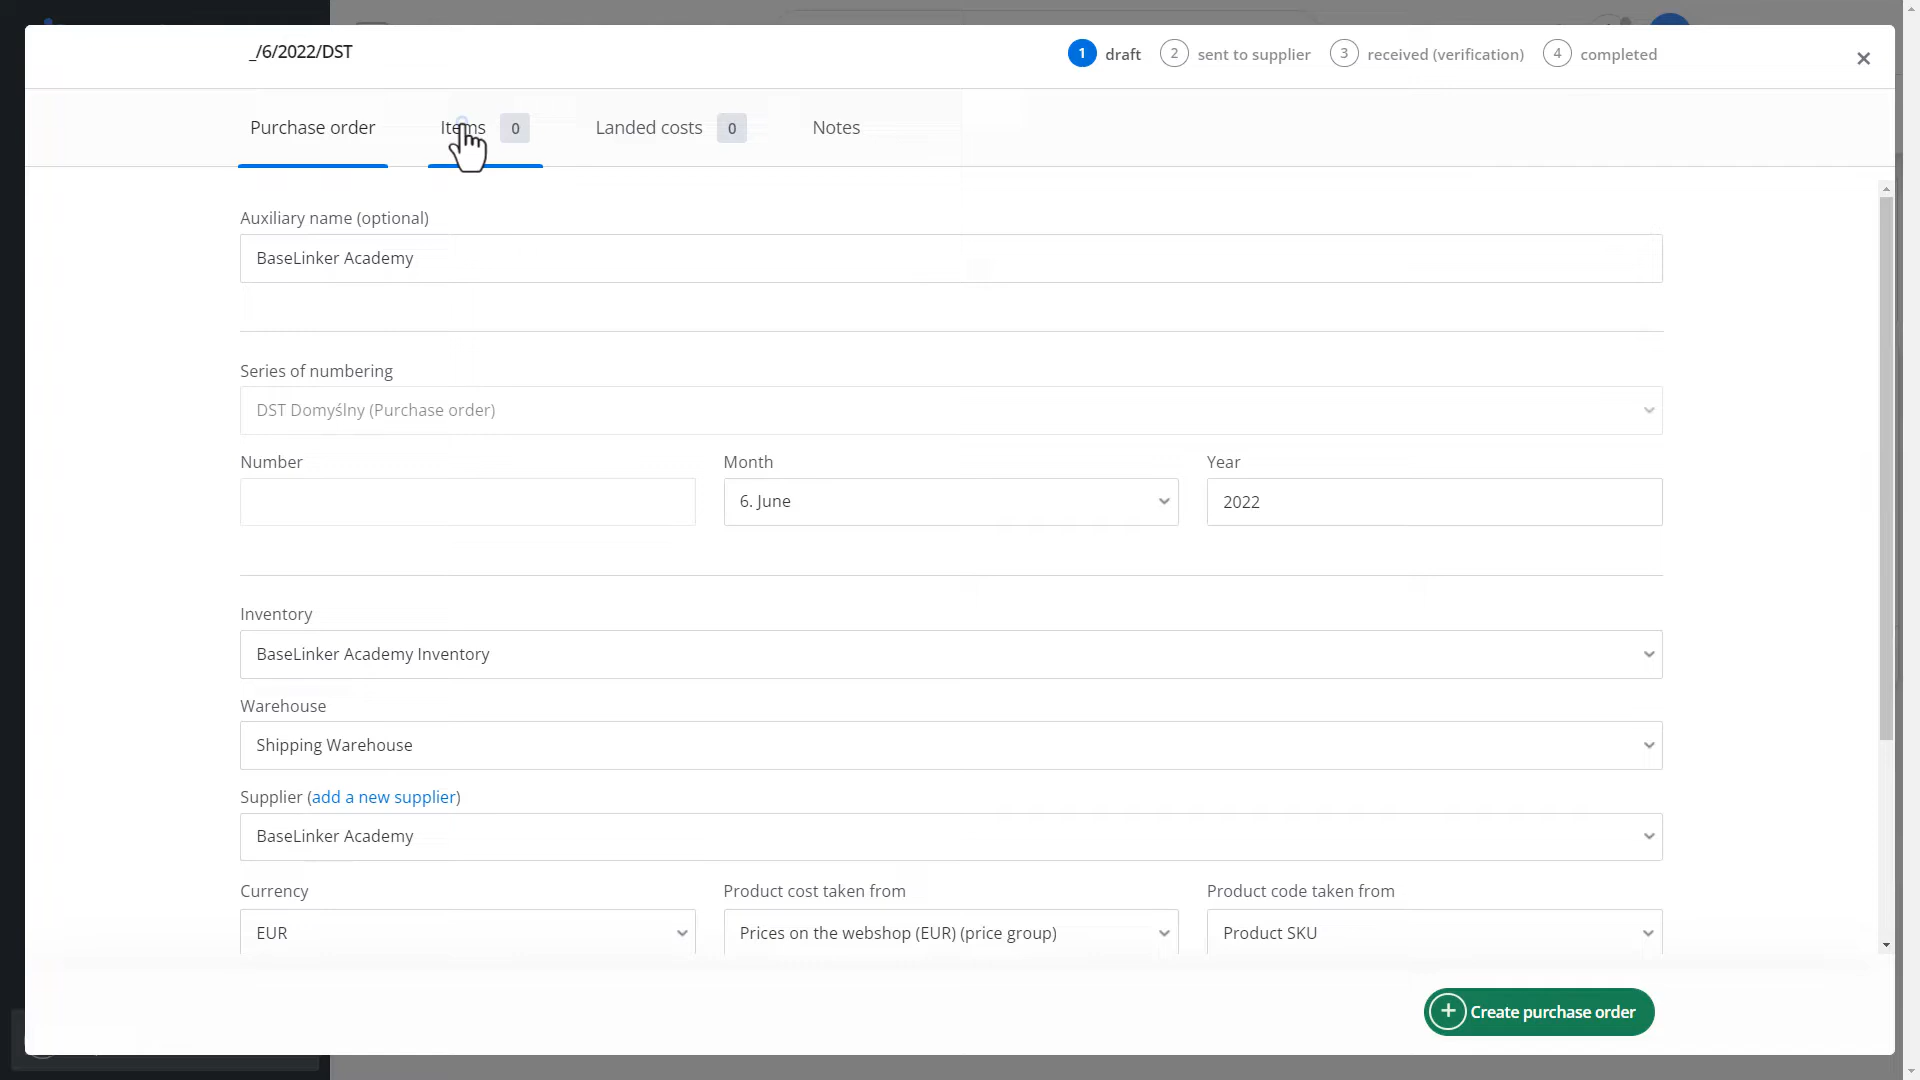 _/6/2022/DST
1 draft 2 sent to supplier 3 received (verification) 4 completed
Purchase order Items 0 Landed costs 0 Notes
Auxiliary name (optional)
BaseLinker Academy
Series of numbering
DST Domyślny (Purchase order)
Number Month Year
6. June 2022
Inventory
BaseLinker Academy Inventory
Warehouse
Shipping Warehouse
Supplier (add a new supplier)
BaseLinker Academy
Currency Product cost taken from Product code taken from
EUR Prices on the webshop (EUR) (price group) Product SKU
Create purchase order